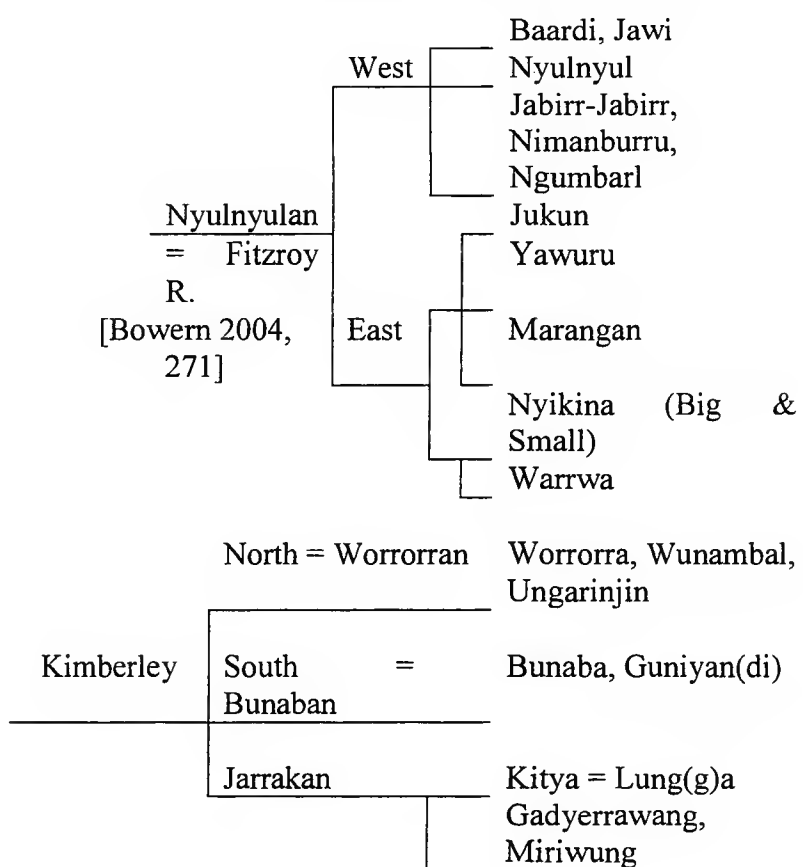 Baardi, Jawi
West Nyulnyul
Jabirr-Jabirr,
Nimanburru,
Ngumbarl
Nyulnyulan Jukun
= Fitzroy Yawuru
R.
[Bowern 2004, East Marangan
271]
Nyikina (Big &
Small)
Warrwa
North = Worrorran Worrorra, Wunambal,
Ungarinjin
Kimberley South = Bunaba, Guniyan(di)
Bunaban
Jarrakan Kitya = Lung(g)a
Gadyerrawang,
Miriwung